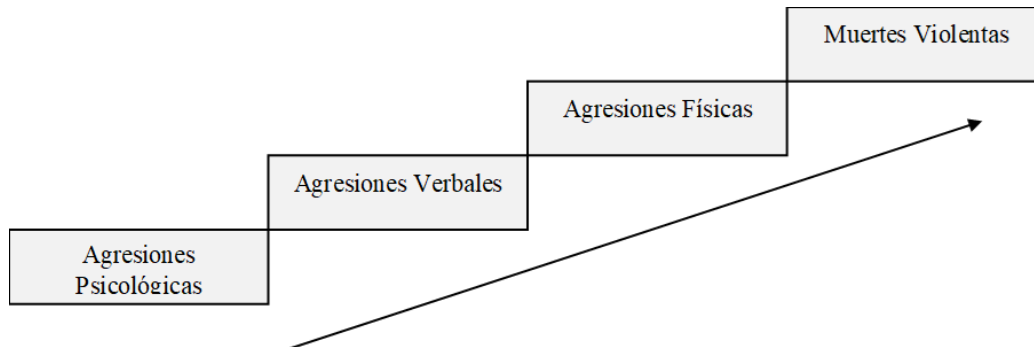 Muertes Violentas
Agresiones Físicas
Agresiones Verbales
Agresiones
Psicológicas